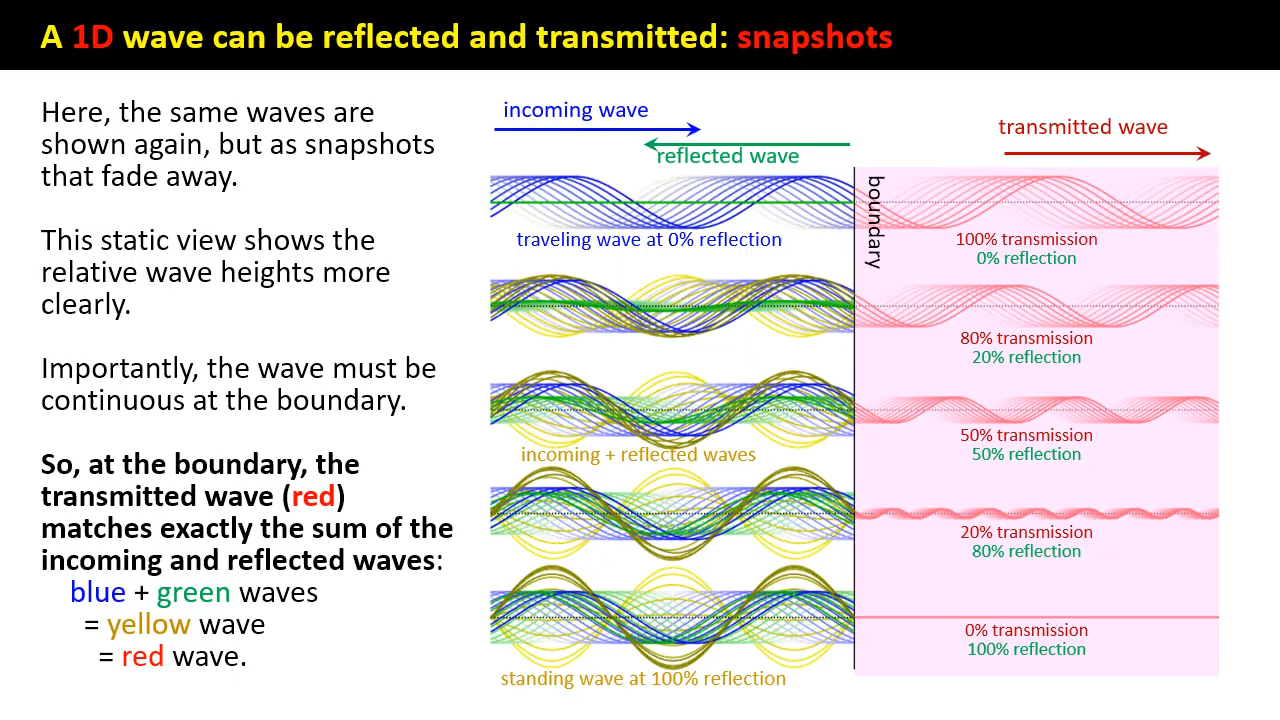 A 1D wave can be reflected and transmitted: snapshots
Here, the same waves are
shown again, but as snapshots
that fade away.
This static view shows the
relative wave heights more
clearly.
Importantly, the wave must be
continuous at the boundary.
So, at the boundary, the
transmitted wave (red)
matches exactly the sum of the
incoming and reflected waves:
blue + green waves
= yellow wave
= red wave.
incoming wave
reflected wave
transmitted wave
boundary
traveling wave at 0% reflection
100% transmission
0% reflection
80% transmission
20% reflection
50% transmission
50% reflection
incoming + reflected waves
20% transmission
80% reflection
0% transmission
100% reflection
standing wave at 100% reflection